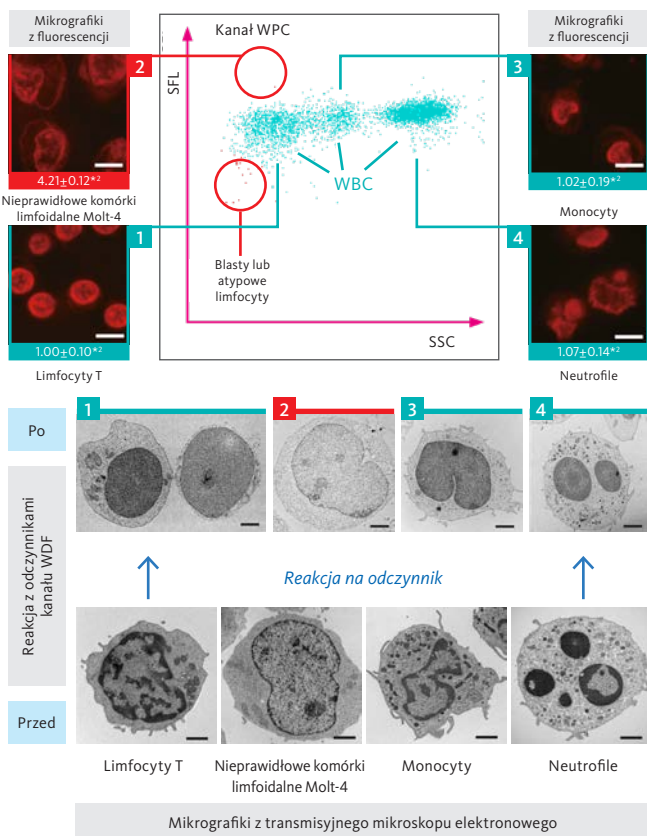 Mikrografiki
z fluorescencji
Kanał WPC
Mikrografiki
z fluorescencji
2
3
SFL
4.21±0.12*²
Nieprawidłowe komórki
limfoidalne Molt-4
WBC
1.02±0.19*²
Monocyty
1
4
Blasty lub
atypowe
limfocyty
SSC
1.00±0.10*²
Limfocyty T
1.07±0.14*²
Neutrofile
1
2
3
4
Po
Reakcja z odczynnikami
kanału WDF
Reakcja na odczynnik
Przed
Limfocyty T
Nieprawidłowe komórki
limfoidalne Molt-4
Monocyty
Neutrofile
Mikrografiki z transmisyjnego mikroskopu elektronowego